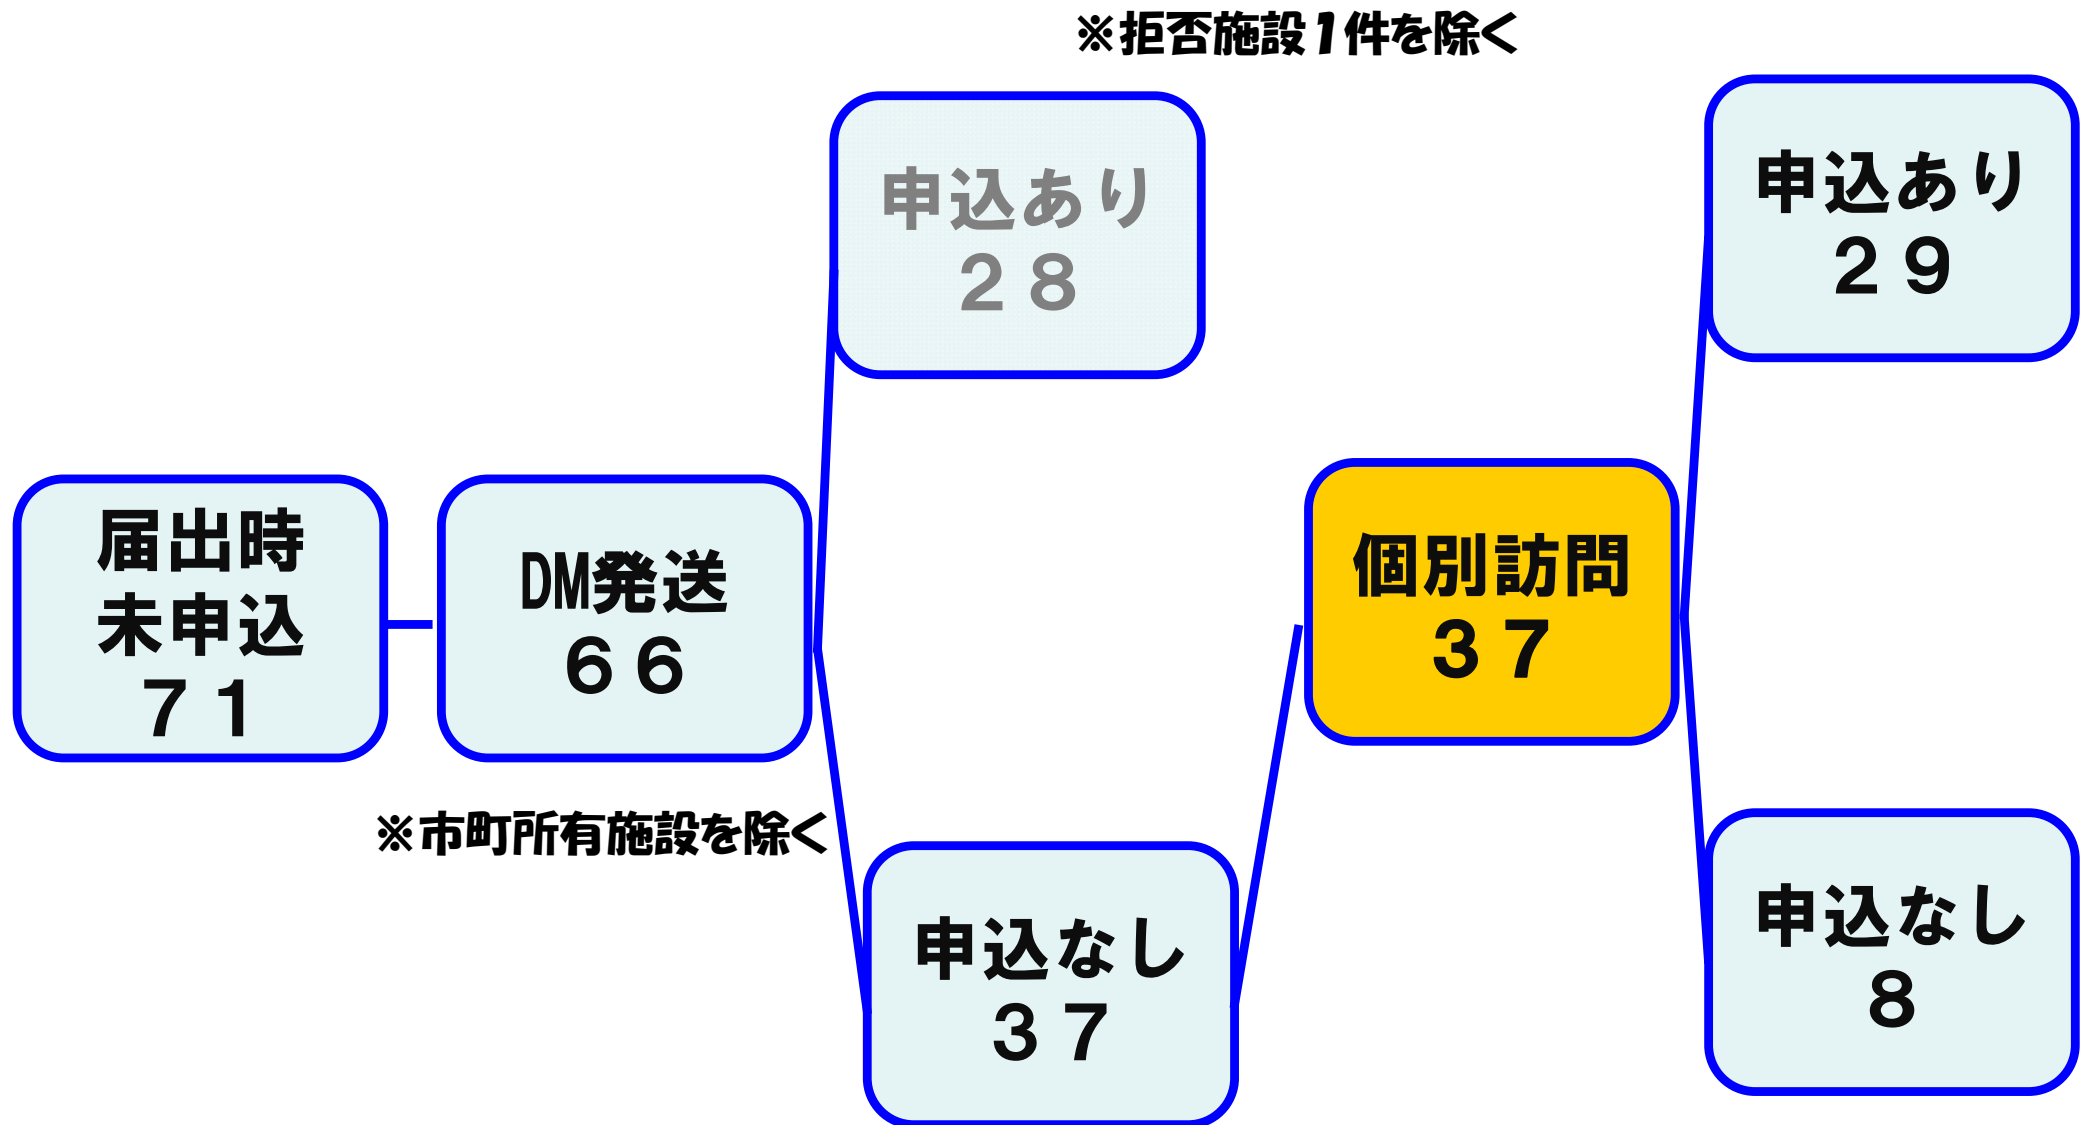 ※拒否施設1件を除く
届出時
未申込
71
DM発送
66
※市町所有施設を除く
申込あり
28
申込なし
37
個別訪問
37
申込あり
29
申込なし
8